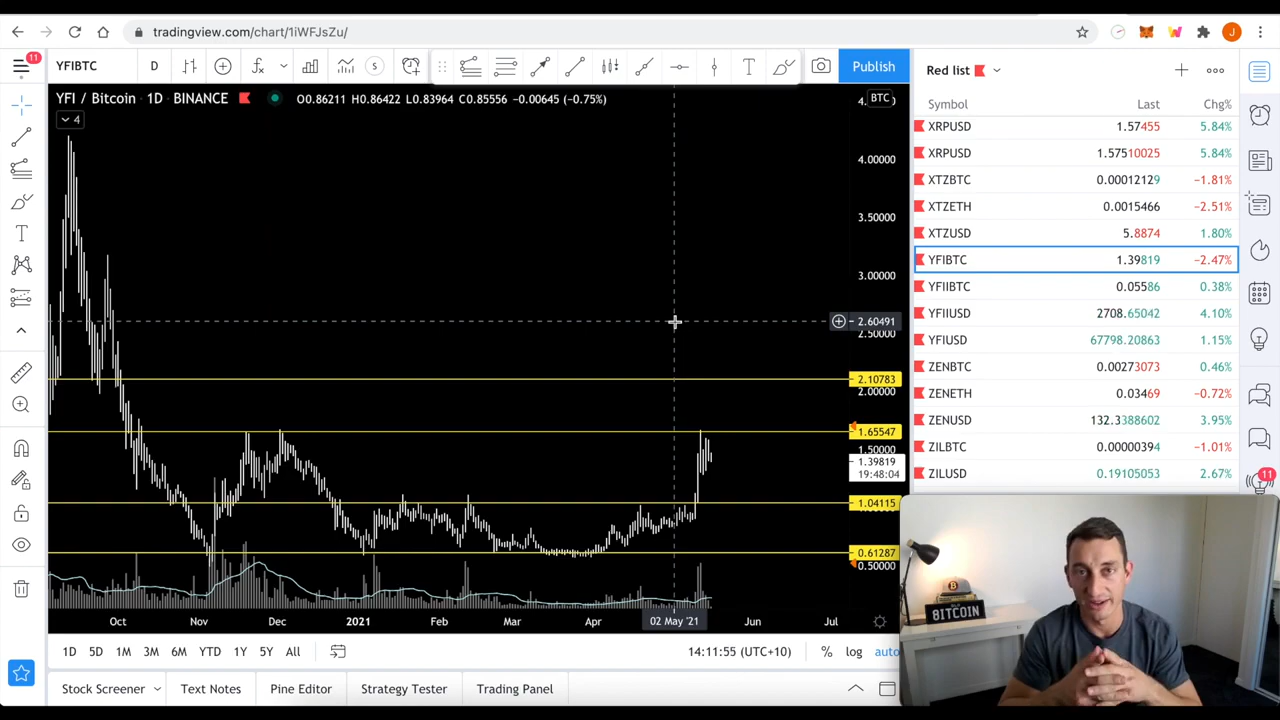 tradingview.com/chart/1iWFJsZu/
J
11
YFIBTC
D
S
T
Publish
Red list
YFI / Bitcoin · 1D · BINANCE
O0.86211 H0.86422 L0.83964 C0.85556 −0.00645 (−0.75%)
4
BTC
4.00000
3.50000
3.00000
2.60491
2.50000
2.10783
2.00000
1.65547
1.50000
1.39819
19:48:04
1.04115
0.61287
0.50000
Oct
Nov
Dec
2021
Feb
Mar
Apr
02 May '21
Jun
Jul
Symbol Last Chg%
XRPUSD 1.57455 5.84%
XRPUSD 1.57510025 5.84%
XTZBTC 0.00012129 −1.81%
XTZETH 0.0015466 −2.51%
XTZUSD 5.8874 1.80%
YFIBTC 1.39819 −2.47%
YFIIBTC 0.05586 0.38%
YFIIUSD 2708.65042 4.10%
YFIUSD 67798.20863 1.15%
ZENBTC 0.00273073 0.46%
ZENETH 0.03469 −0.72%
ZENUSD 132.3388602 3.95%
ZILBTC 0.00000394 −1.01%
ZILUSD 0.19105053 2.67%
11
1D 5D 1M 3M 6M YTD 1Y 5Y All
14:11:55 (UTC+10)
% log auto
Stock Screener
Text Notes
Pine Editor
Strategy Tester
Trading Panel
BITCOIN